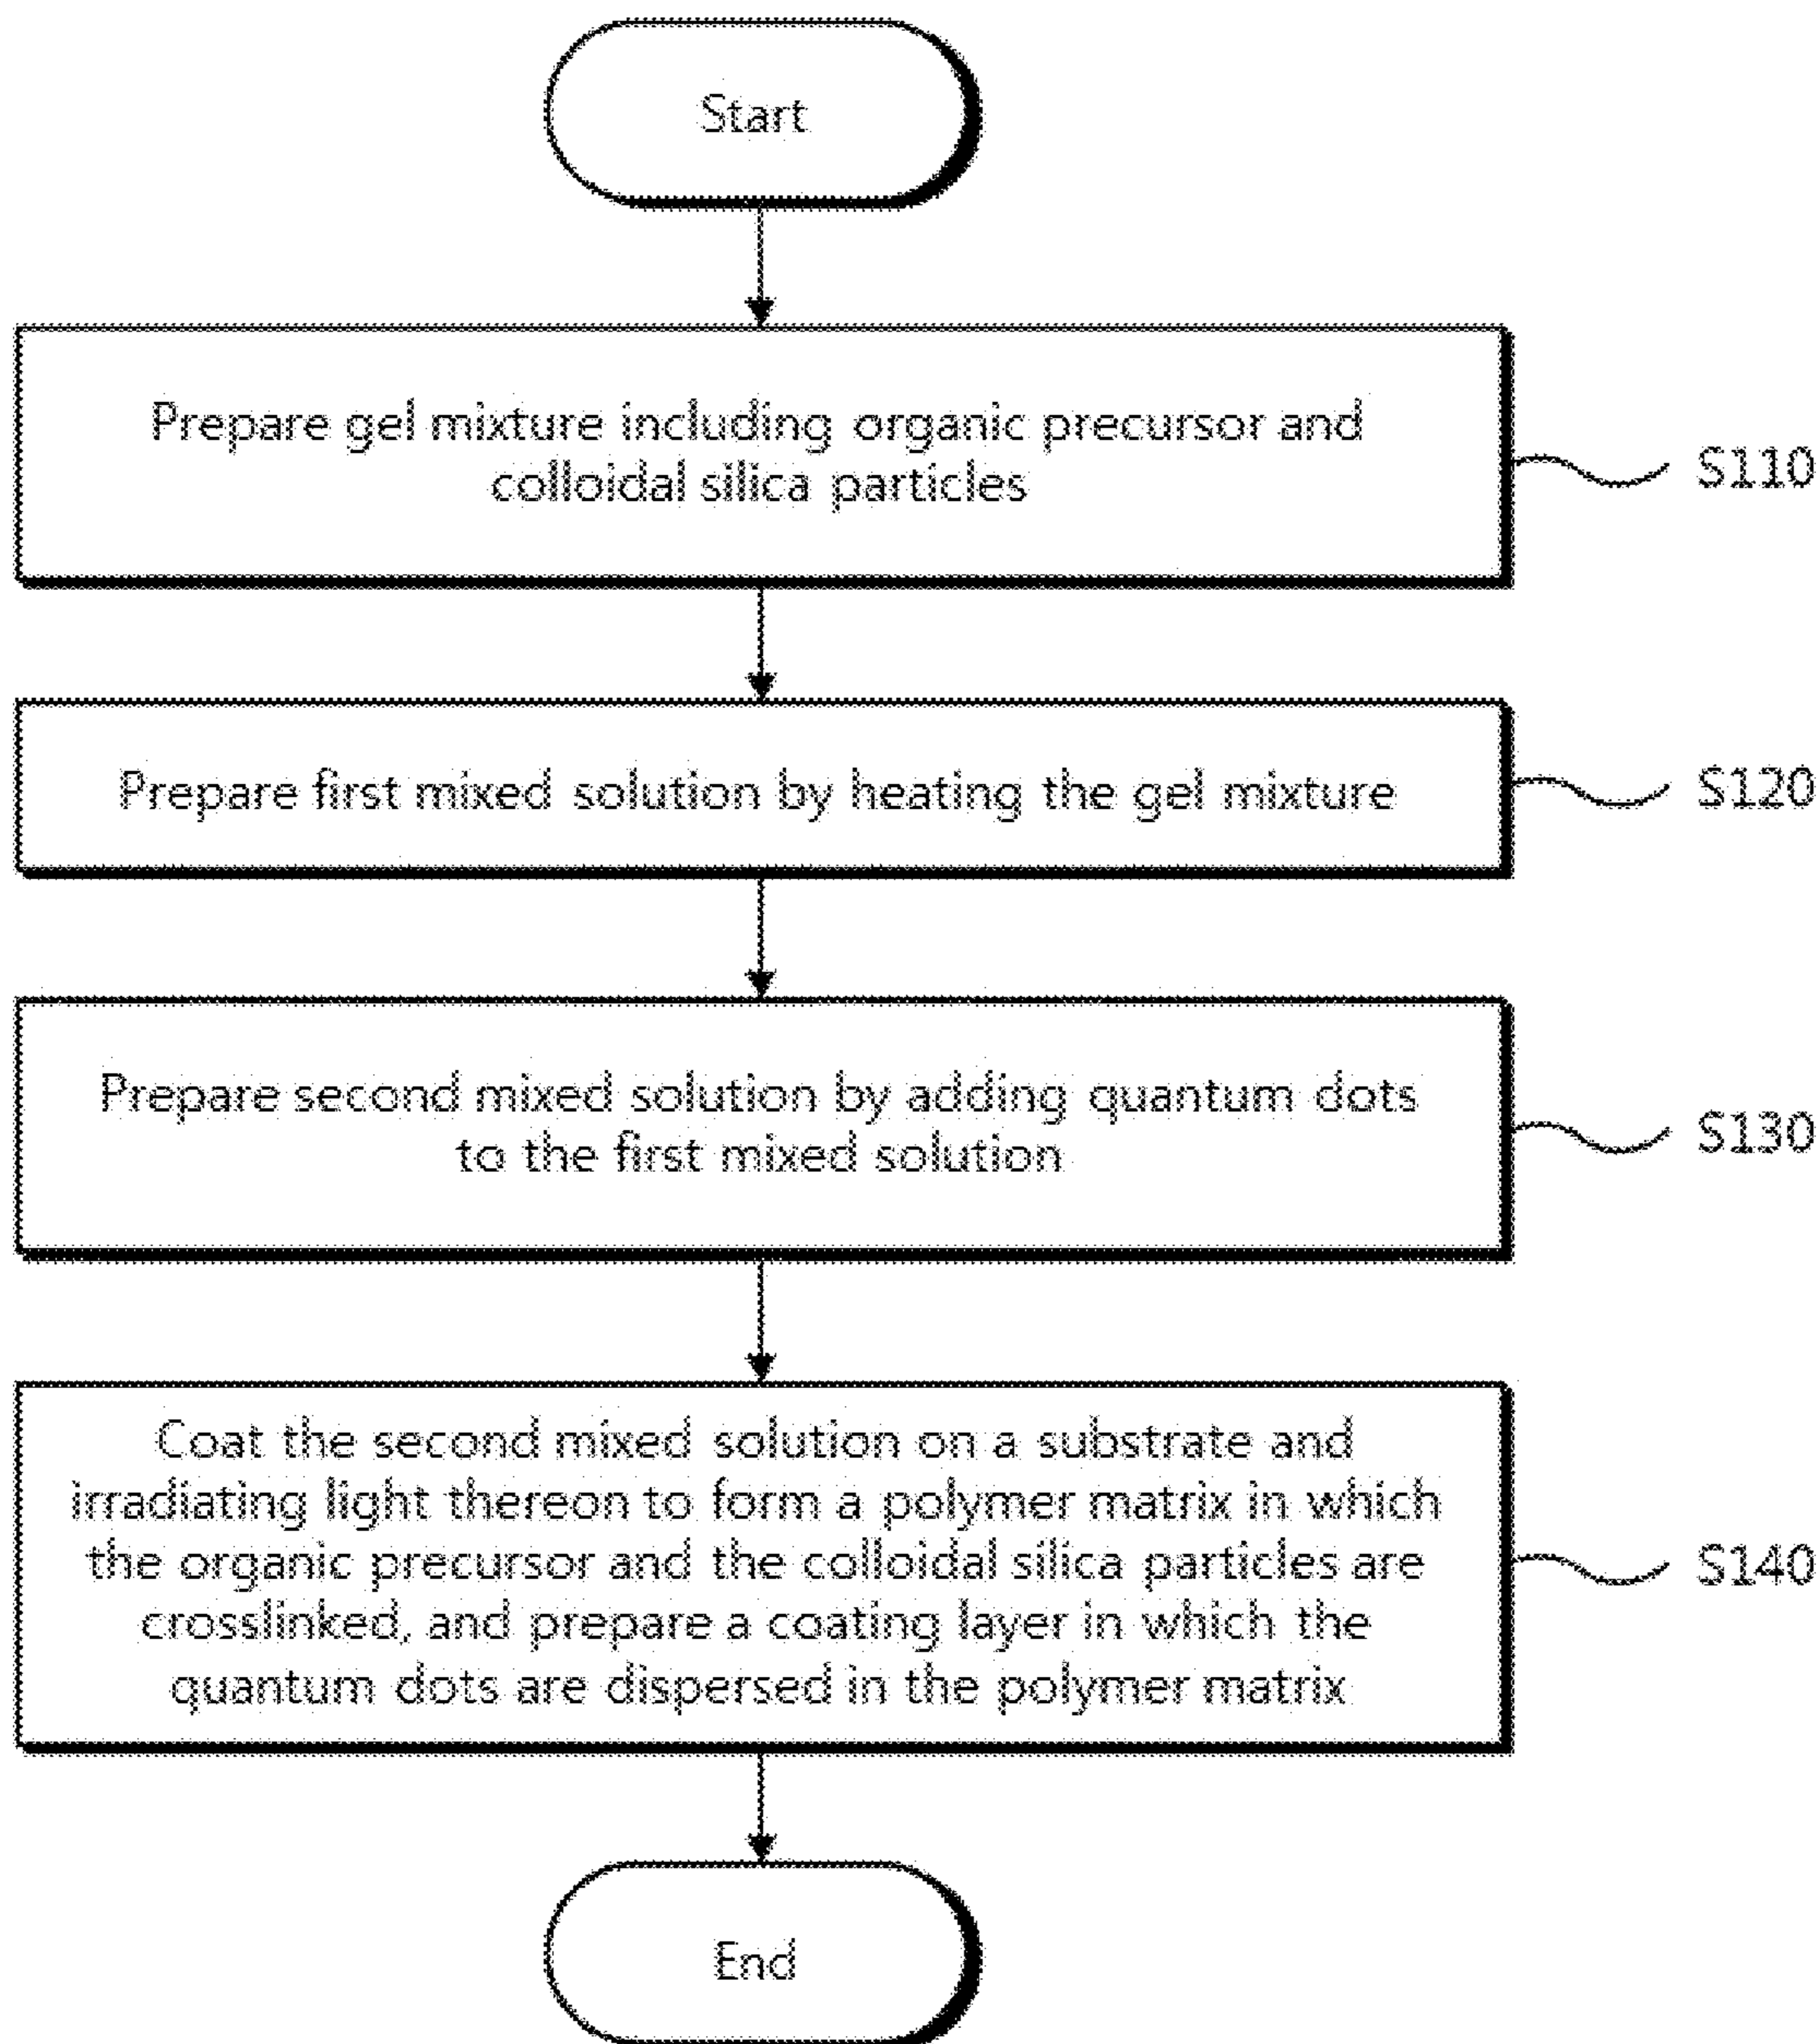 Start
Prepare gel mixture including organic precursor and
colloidal silica particles
S110
Prepare first mixed solution by heating the gel mixture
S120
Prepare second mixed solution by adding quantum dots
to the first mixed solution
S130
Coat the second mixed solution on a substrate and
irradiating light thereon to form a polymer matrix in which
the organic precursor and the colloidal silica particles are
crosslinked, and prepare a coating layer in which the
quantum dots are dispersed in the polymer matrix
S140
End